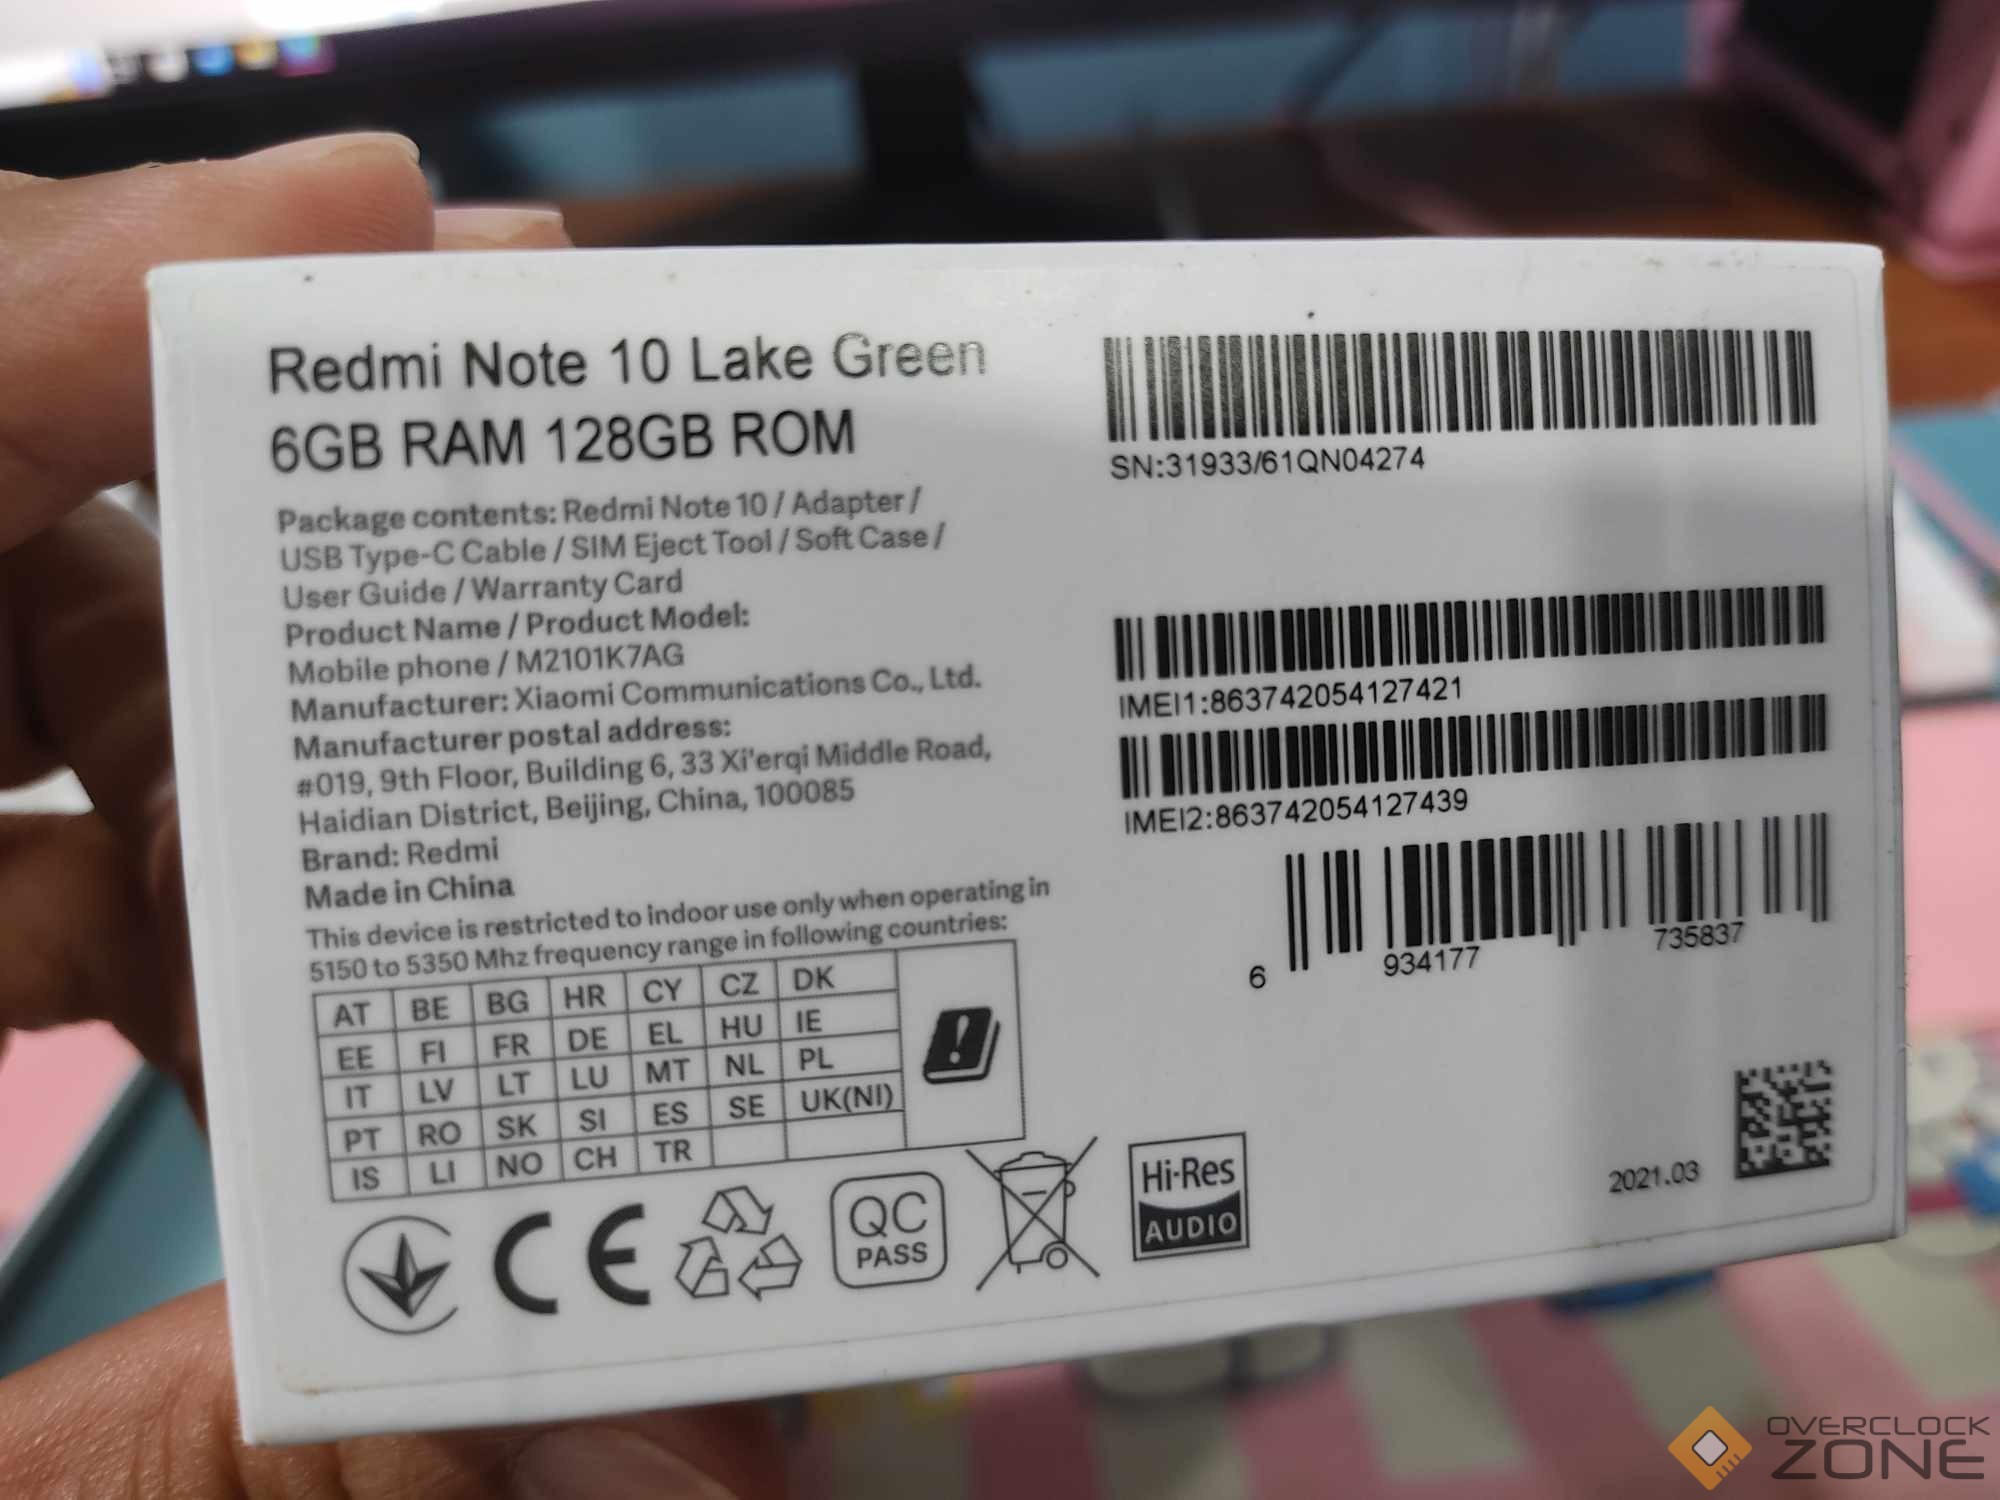 Redmi Note 10 Lake Green
6GB RAM 128GB ROM
Package contents: Redmi Note 10 / Adapter /
USB Type-C Cable / SIM Eject Tool / Soft Case /
User Guide / Warranty Card
Product Name / Product Model:
Mobile phone / M2101K7AG
Manufacturer: Xiaomi Communications Co., Ltd.
Manufacturer postal address:
#019, 9th Floor, Building 6, 33 Xi'erqi Middle Road,
Haidian District, Beijing, China, 100085
Brand: Redmi
Made in China
This device is restricted to indoor use only when operating in
5150 to 5350 Mhz frequency range in following countries:
AT BE BG HR CY CZ DK
EE FI FR DE EL HU IE
IT LV LT LU MT NL PL
PT RO SK SI ES SE UK(NI)
IS LI NO CH TR
CE
QC
PASS
Hi-Res
AUDIO
SN:31933/61QN04274
IMEI1:863742054127421
IMEI2:863742054127439
6 934177 735837
2021.03
OVERCLOCK
ZONE